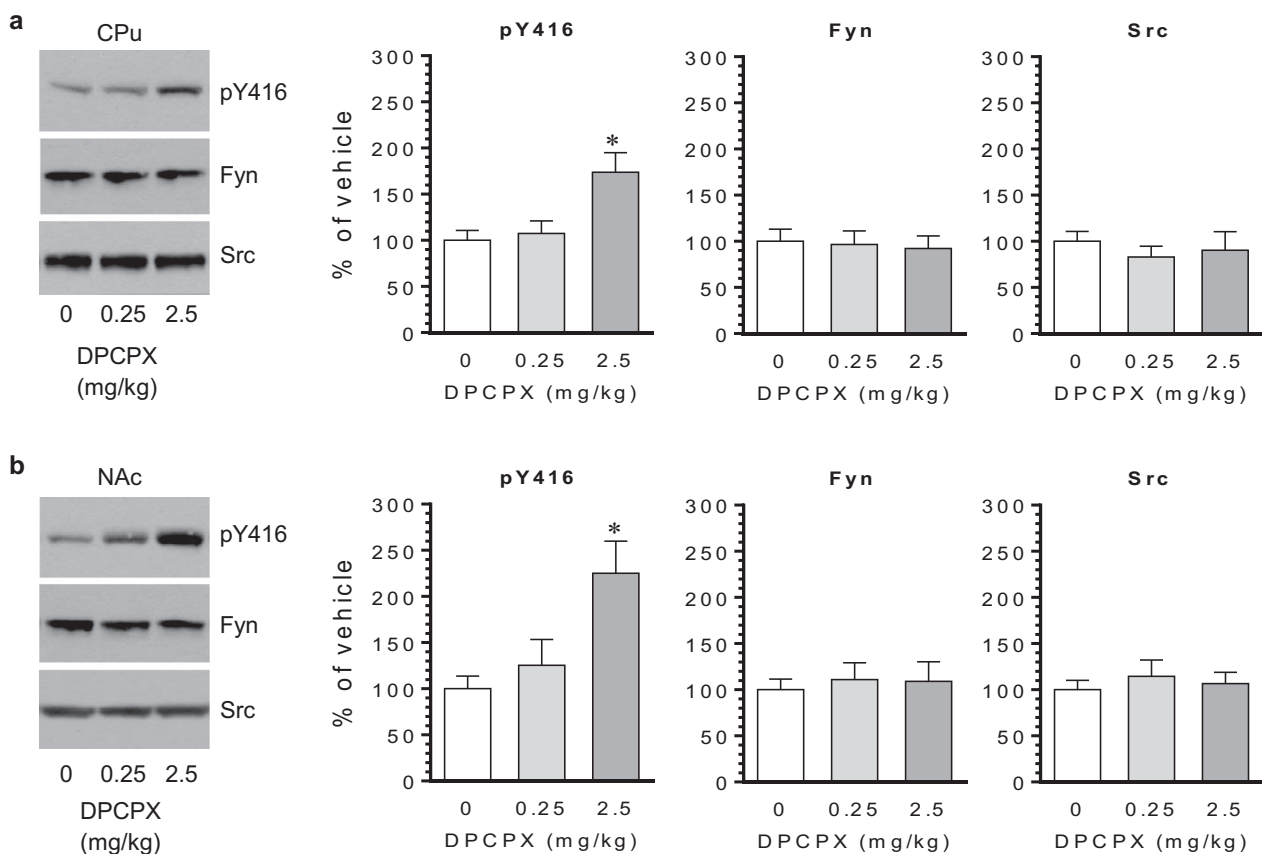 a
CPu
pY416
Fyn
Src
0 0.25 2.5
DPCPX
(mg/kg)
pY416
% of vehicle
300
250
200
150
100
50
0
*
0 0.25 2.5
DPCPX (mg/kg)
Fyn
300
250
200
150
100
50
0
0 0.25 2.5
DPCPX (mg/kg)
Src
300
250
200
150
100
50
0
0 0.25 2.5
DPCPX (mg/kg)
b
NAc
pY416
Fyn
Src
0 0.25 2.5
DPCPX
(mg/kg)
pY416
% of vehicle
300
250
200
150
100
50
0
*
0 0.25 2.5
DPCPX (mg/kg)
Fyn
300
250
200
150
100
50
0
0 0.25 2.5
DPCPX (mg/kg)
Src
300
250
200
150
100
50
0
0 0.25 2.5
DPCPX (mg/kg)